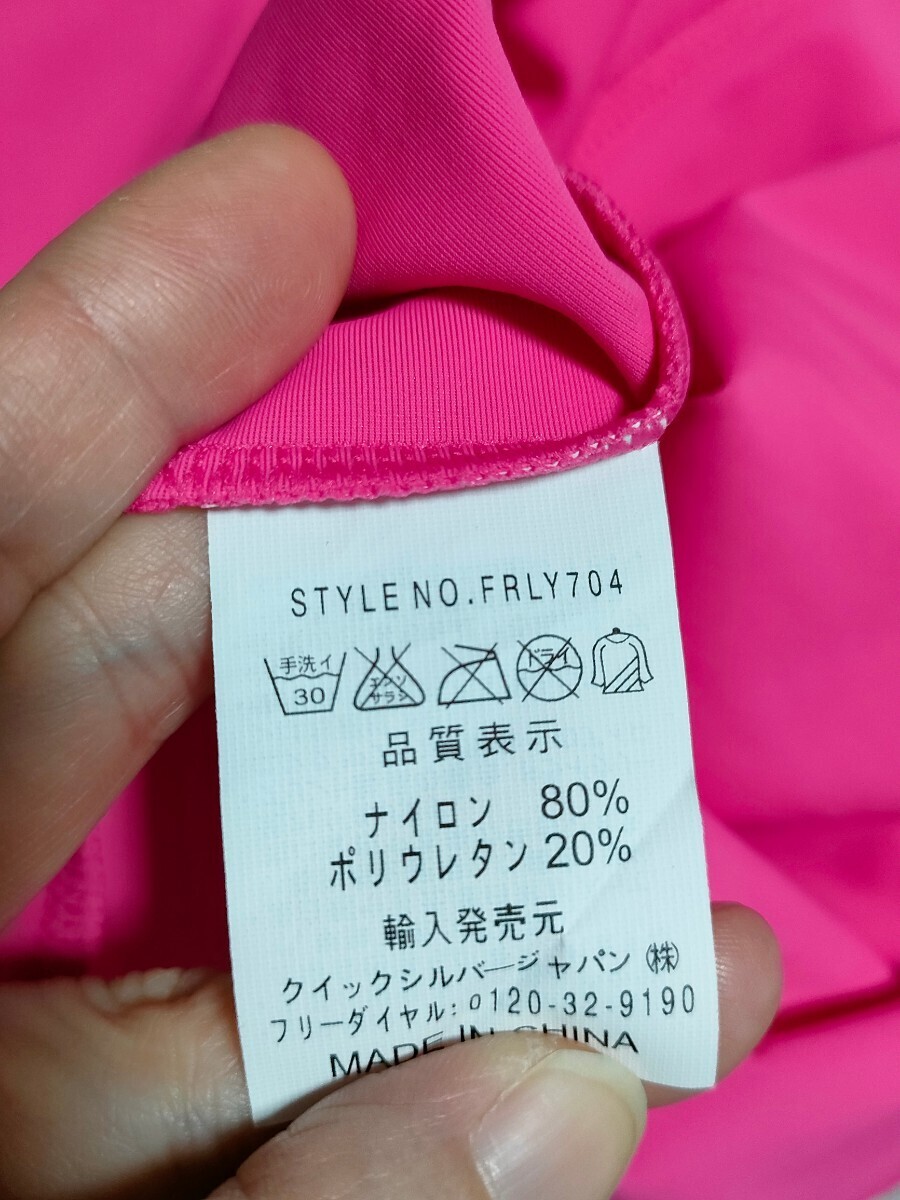 STYLE NO.FRLY704
手洗イ 30 エンソ サラシ ドライ
品質表示
ナイロン 80%
ポリウレタン 20%
輸入発売元
クイックシルバージャパン(株)
フリーダイヤル:0120-32-9190
MADE IN CHINA